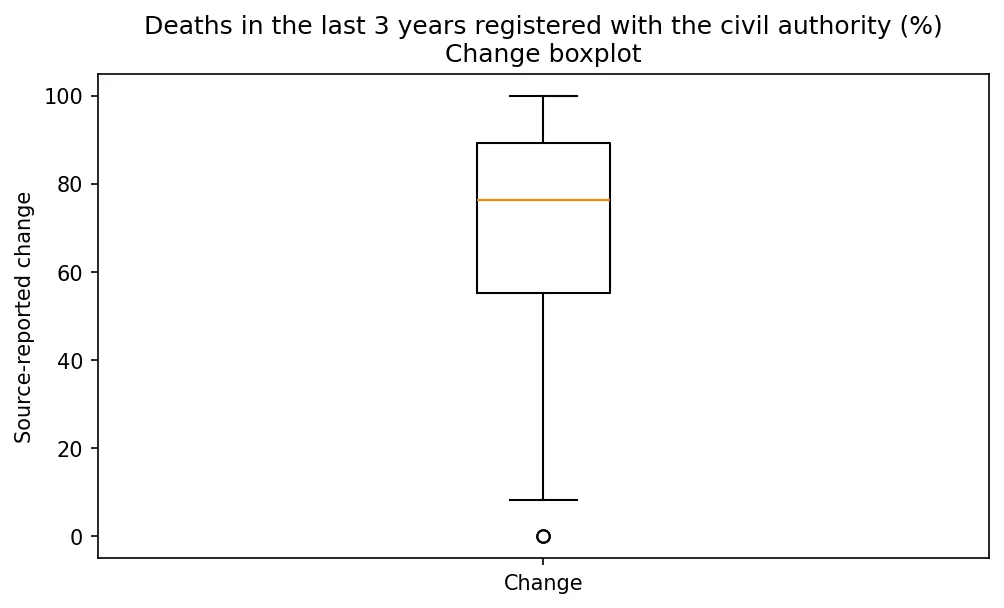 Deaths in the last 3 years registered with the civil authority (%)
Change boxplot
Source-reported change
100
80
60
40
20
0
Change